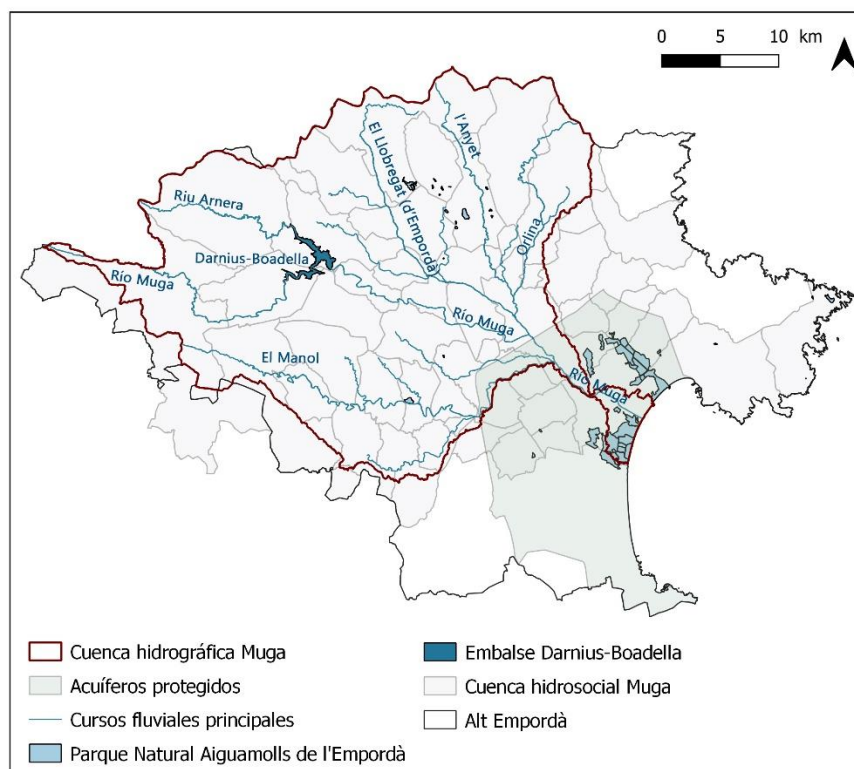 0 5 10 km
El Llobregat (d'Empordà)
l'Anyet
Orlina
Riu Arnera
Darnius-Boadella
Río Muga
Río Muga
El Manol
Río Muga
Cuenca hidrográfica Muga
Acuíferos protegidos
Cursos fluviales principales
Parque Natural Aiguamolls de l'Empordà
Embalse Darnius-Boadella
Cuenca hidrosocial Muga
Alt Empordà